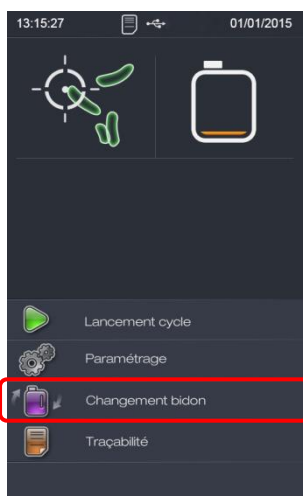 13:15:27 01/01/2015
Lancement cycle
Paramétrage
Changement bidon
Traçabilité